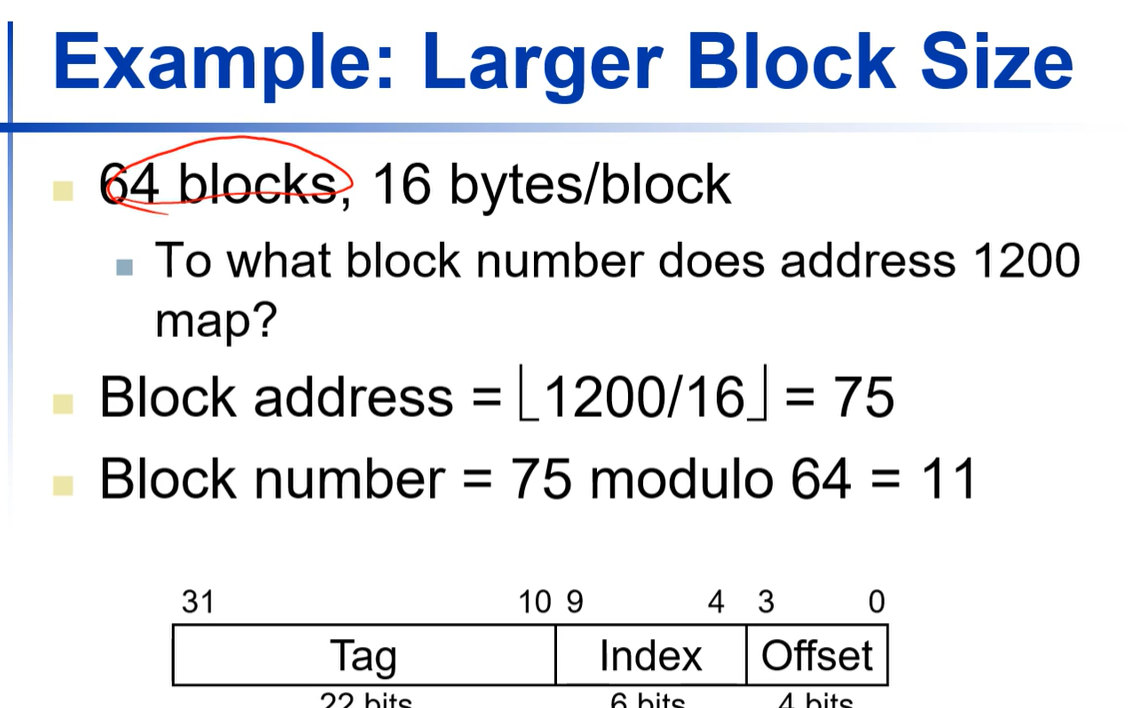 Example: Larger Block Size
64 blocks, 16 bytes/block
To what block number does address 1200
map?
Block address = ⌊1200/16⌋ = 75
Block number = 75 modulo 64 = 11
31 10 9 4 3 0
Tag Index Offset
22 bits 6 bits 4 bits